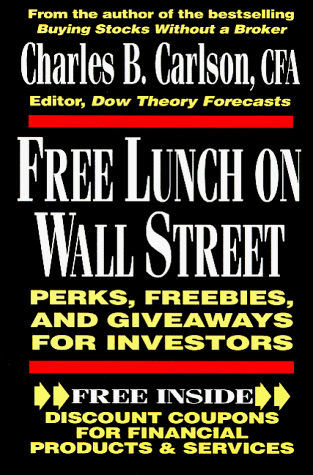 From the author of the bestselling
Buying Stocks Without a Broker
Charles B. Carlson, CFA
Editor, Dow Theory Forecasts
FREE LUNCH ON
WALL STREET
PERKS, FREEBIES,
AND GIVEAWAYS
FOR INVESTORS
FREE INSIDE
DISCOUNT COUPONS
FOR FINANCIAL
PRODUCTS & SERVICES